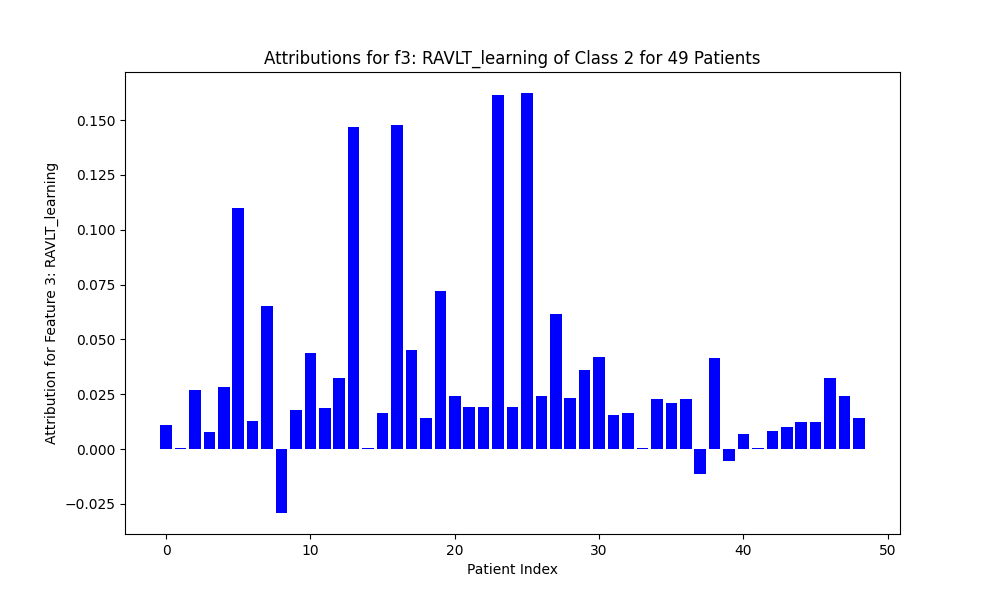 Attributions for f3: RAVLT_learning of Class 2 for 49 Patients
Attribution for Feature 3: RAVLT_learning
0.150
0.125
0.100
0.075
0.050
0.025
0.000
−0.025
0 10 20 30 40 50
Patient Index